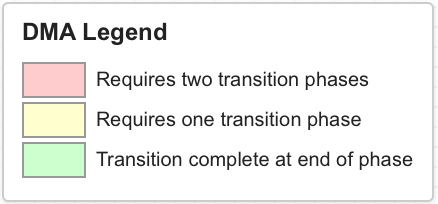 DMA Legend
Requires two transition phases
Requires one transition phase
Transition complete at end of phase